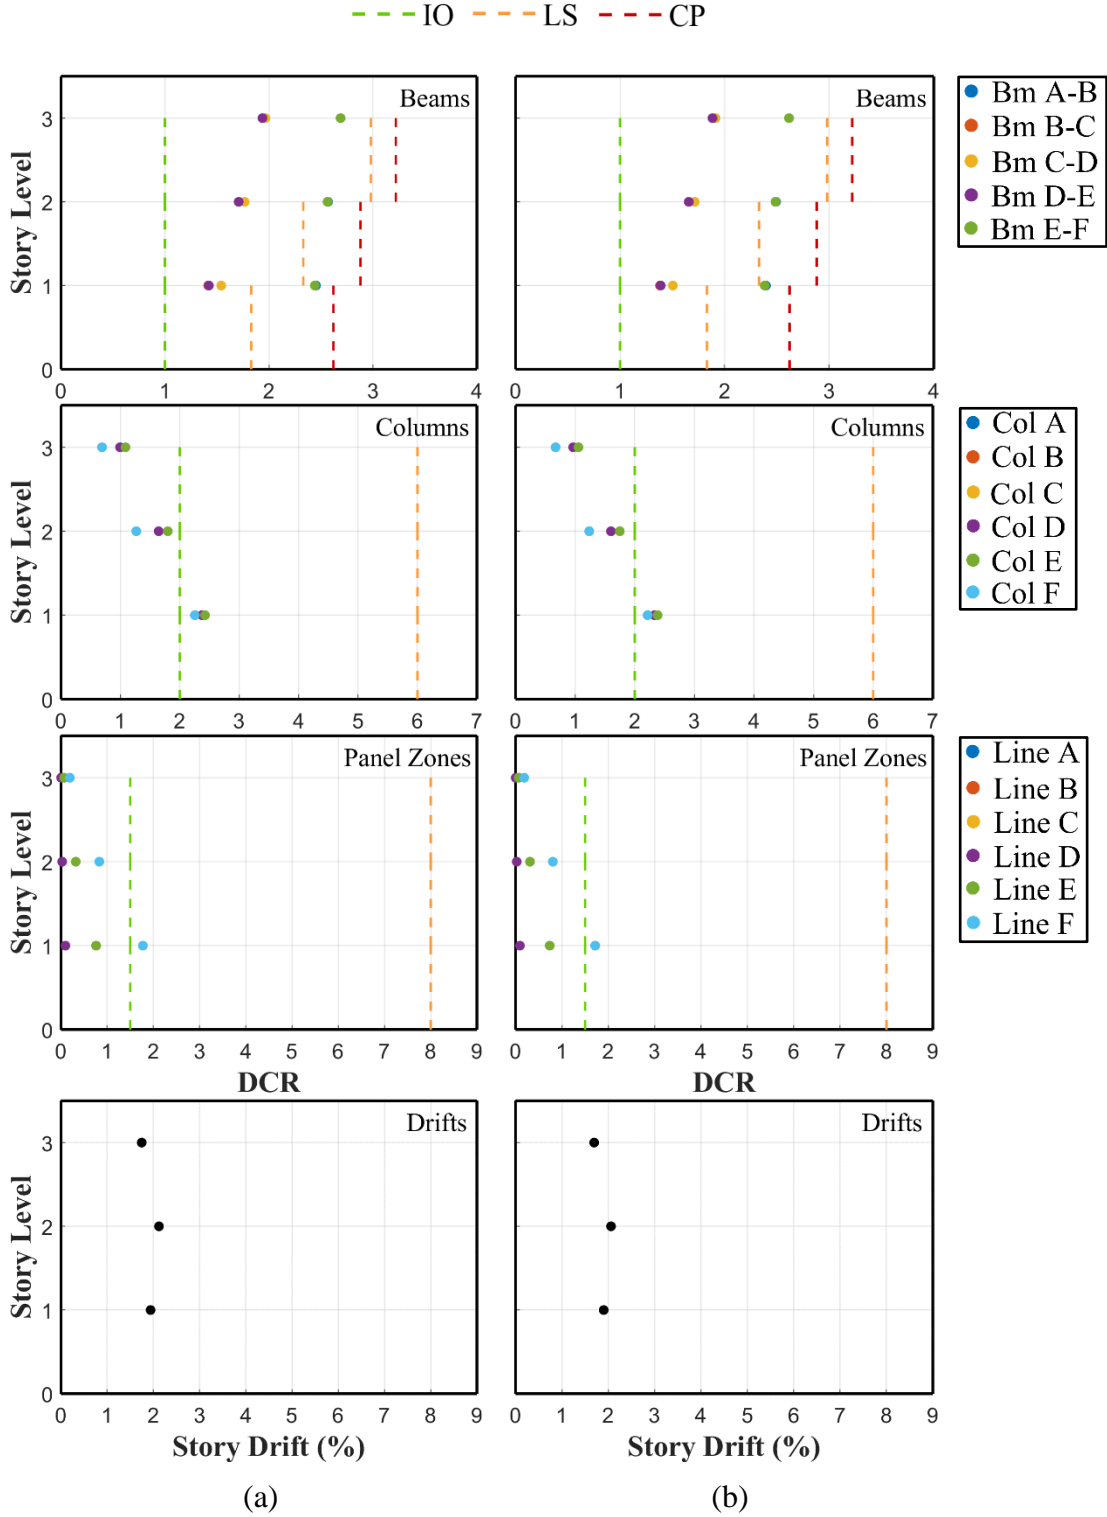 IO LS CP
Beams
Story Level
3
2
1
0
0 1 2 3 4
Beams
0 1 2 3 4
Bm A-B
Bm B-C
Bm C-D
Bm D-E
Bm E-F
Columns
Story Level
3
2
1
0
0 1 2 3 4 5 6 7
Columns
0 1 2 3 4 5 6 7
Col A
Col B
Col C
Col D
Col E
Col F
Panel Zones
Story Level
3
2
1
0
0 1 2 3 4 5 6 7 8 9
DCR
Panel Zones
0 1 2 3 4 5 6 7 8 9
DCR
Line A
Line B
Line C
Line D
Line E
Line F
Drifts
Story Level
3
2
1
0
0 1 2 3 4 5 6 7 8 9
Story Drift (%)
Drifts
0 1 2 3 4 5 6 7 8 9
Story Drift (%)
(a)
(b)